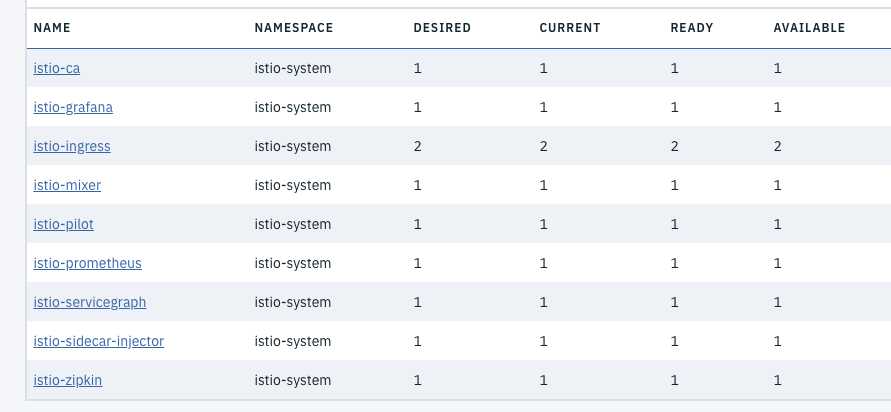 NAME NAMESPACE DESIRED CURRENT READY AVAILABLE
istio-ca istio-system 1 1 1 1
istio-grafana istio-system 1 1 1 1
istio-ingress istio-system 2 2 2 2
istio-mixer istio-system 1 1 1 1
istio-pilot istio-system 1 1 1 1
istio-prometheus istio-system 1 1 1 1
istio-servicegraph istio-system 1 1 1 1
istio-sidecar-injector istio-system 1 1 1 1
istio-zipkin istio-system 1 1 1 1